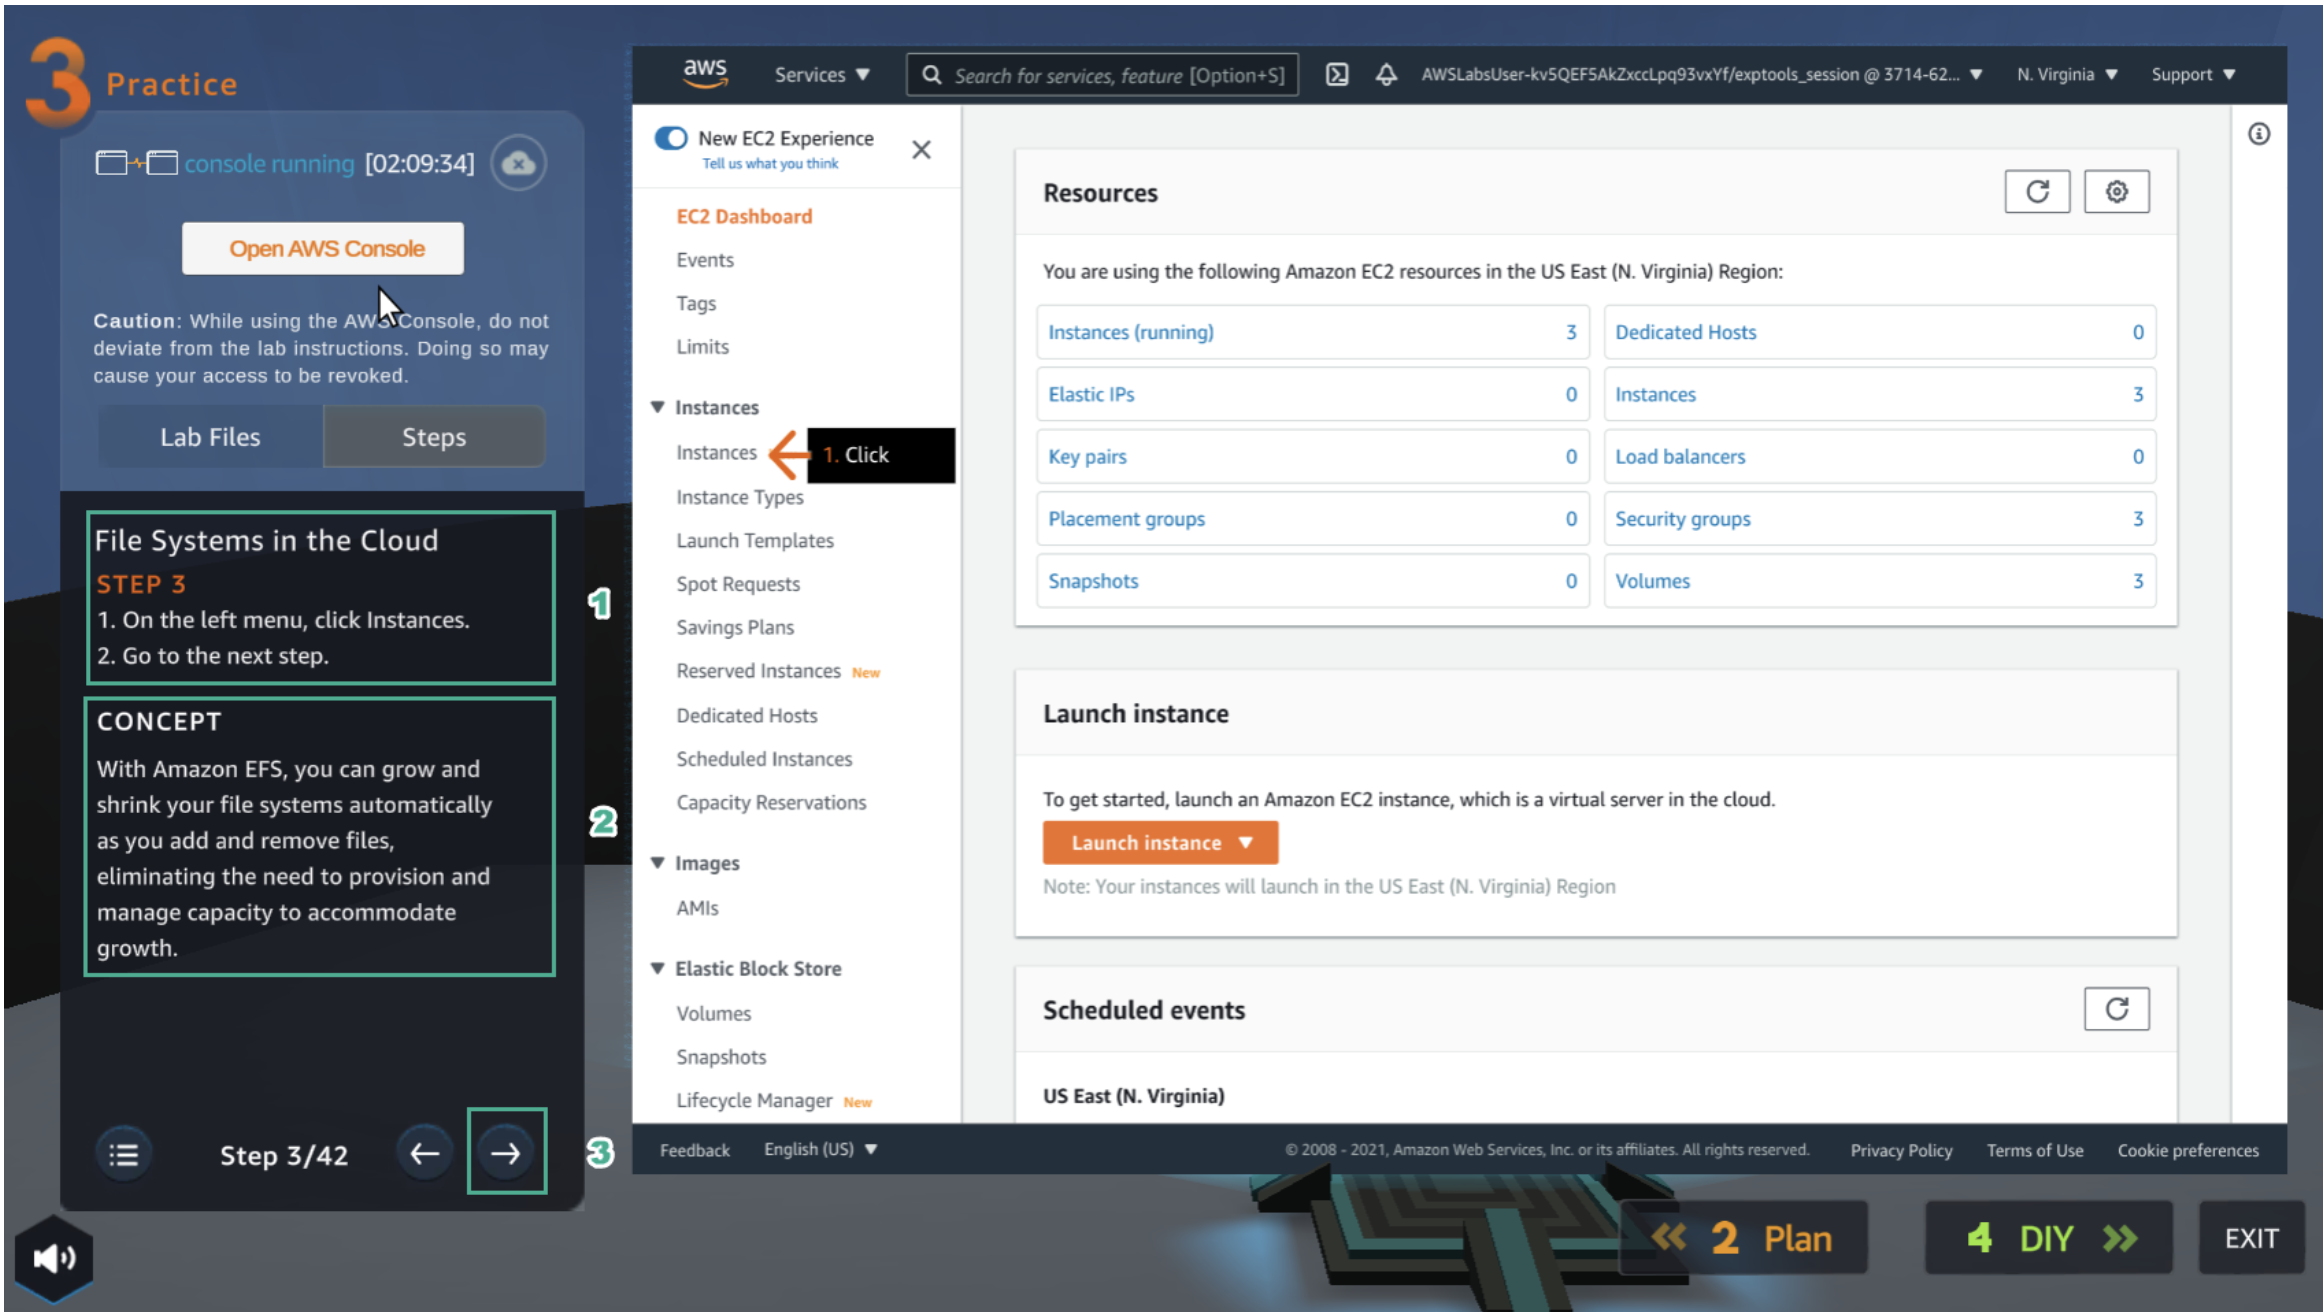 3 Practice
console running [02:09:34]
Open AWS Console
Caution: While using the AWS Console, do not
deviate from the lab instructions. Doing so may
cause your access to be revoked.
Lab Files
Steps
File Systems in the Cloud
STEP 3
1. On the left menu, click Instances.
2. Go to the next step.
1
CONCEPT
With Amazon EFS, you can grow and
shrink your file systems automatically
as you add and remove files,
eliminating the need to provision and
manage capacity to accommodate
growth.
2
Step 3/42
3
aws
Services
Search for services, feature [Option+S]
AWSLabsUser-kv5QEF5AkZxccLpq93vxYf/exptools_session @ 3714-62...
N. Virginia
Support
New EC2 Experience
Tell us what you think
EC2 Dashboard
Events
Tags
Limits
Instances
Instances
1. Click
Instance Types
Launch Templates
Spot Requests
Savings Plans
Reserved Instances New
Dedicated Hosts
Scheduled Instances
Capacity Reservations
Images
AMIs
Elastic Block Store
Volumes
Snapshots
Lifecycle Manager New
Resources
You are using the following Amazon EC2 resources in the US East (N. Virginia) Region:
Instances (running) 3
Dedicated Hosts 0
Elastic IPs 0
Instances 3
Key pairs 0
Load balancers 0
Placement groups 0
Security groups 3
Snapshots 0
Volumes 3
Launch instance
To get started, launch an Amazon EC2 instance, which is a virtual server in the cloud.
Launch instance
Note: Your instances will launch in the US East (N. Virginia) Region
Scheduled events
US East (N. Virginia)
Feedback
English (US)
© 2008 - 2021, Amazon Web Services, Inc. or its affiliates. All rights reserved.
Privacy Policy
Terms of Use
Cookie preferences
2 Plan
4 DIY
EXIT